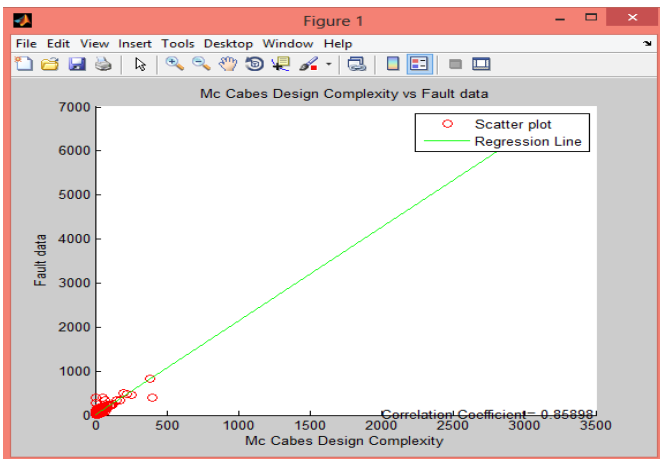 Figure 1
File Edit View Insert Tools Desktop Window Help
Mc Cabes Design Complexity vs Fault data
Scatter plot
Regression Line
7000
6000
5000
4000
3000
2000
1000
0
Fault data
0 500 1000 1500 2000 2500 3000 3500
Correlation Coefficient= 0.85898
Mc Cabes Design Complexity